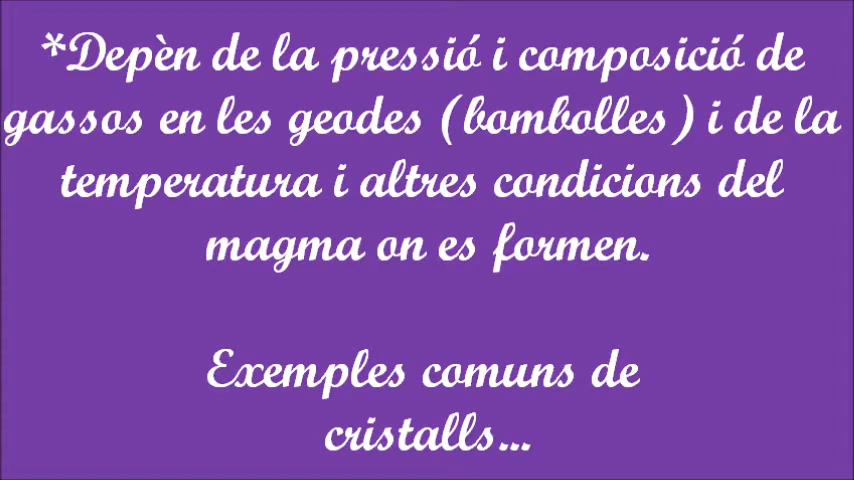 *Depèn de la pressió i composició de
gassos en les geodes (bombolles) i de la
temperatura i altres condicions del
magma on es formen.
Exemples comuns de
cristalls...